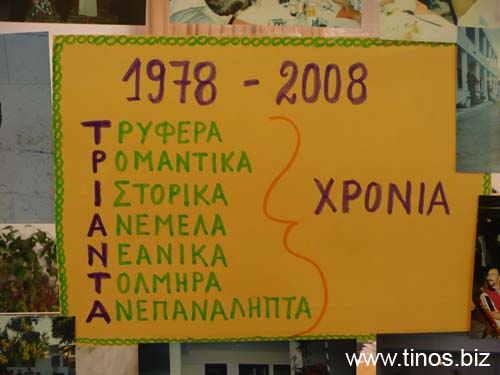 1978 - 2008
ΤΡΥΦΕΡΑ
ΡΟΜΑΝΤΙΚΑ
ΙΣΤΟΡΙΚΑ
ΑΝΕΜΕΛΑ
ΝΕΑΝΙΚΑ
ΤΟΛΜΗΡΑ
ΑΝΕΠΑΝΑΛΗΠΤΑ
ΧΡΟΝΙΑ
www.tinos.biz